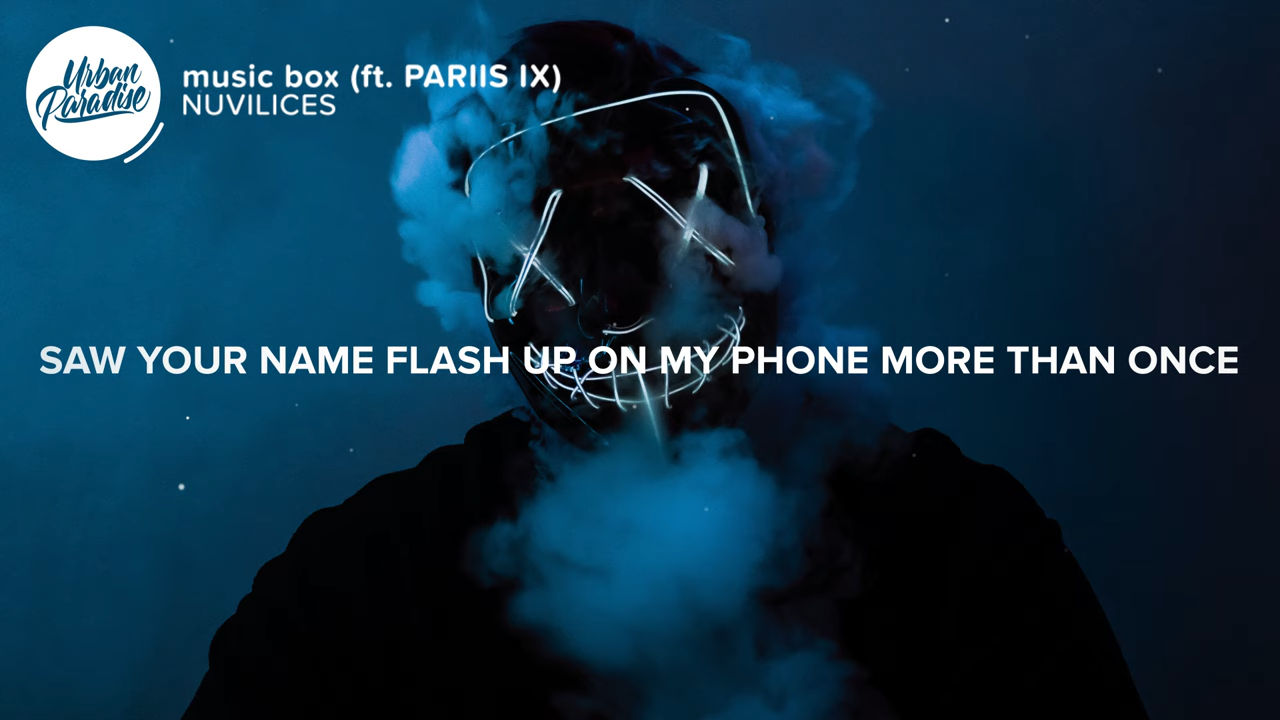 Urban
Paradise
music box (ft. PARIIS IX)
NUVILICES
SAW YOUR NAME FLASH UP ON MY PHONE MORE THAN ONCE